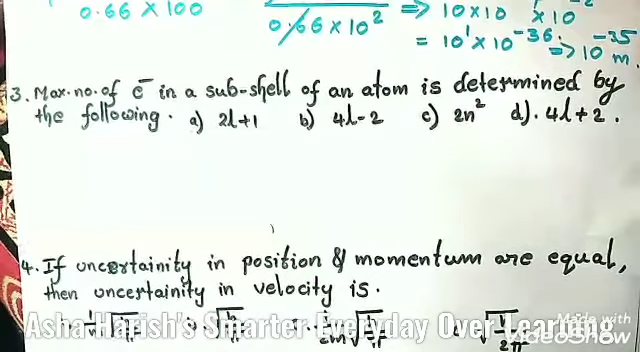 0.66 X 100
0.66 X 10² ⇒ 10 X 10 X 10
= 10¹ X 10⁻³⁶ ⇒ 10⁻³⁵ m.
3. Max. no. of e⁻ in a sub-shell of an atom is determined by
the following. a) 2l+1 b) 4l-2 c) 2n² d). 4l+2.
4. If uncertainity in position & momentum are equal,
then uncertainity in velocity is.
Made with
Asha Harish's Smarter Everyday Over Learning
VideoShow